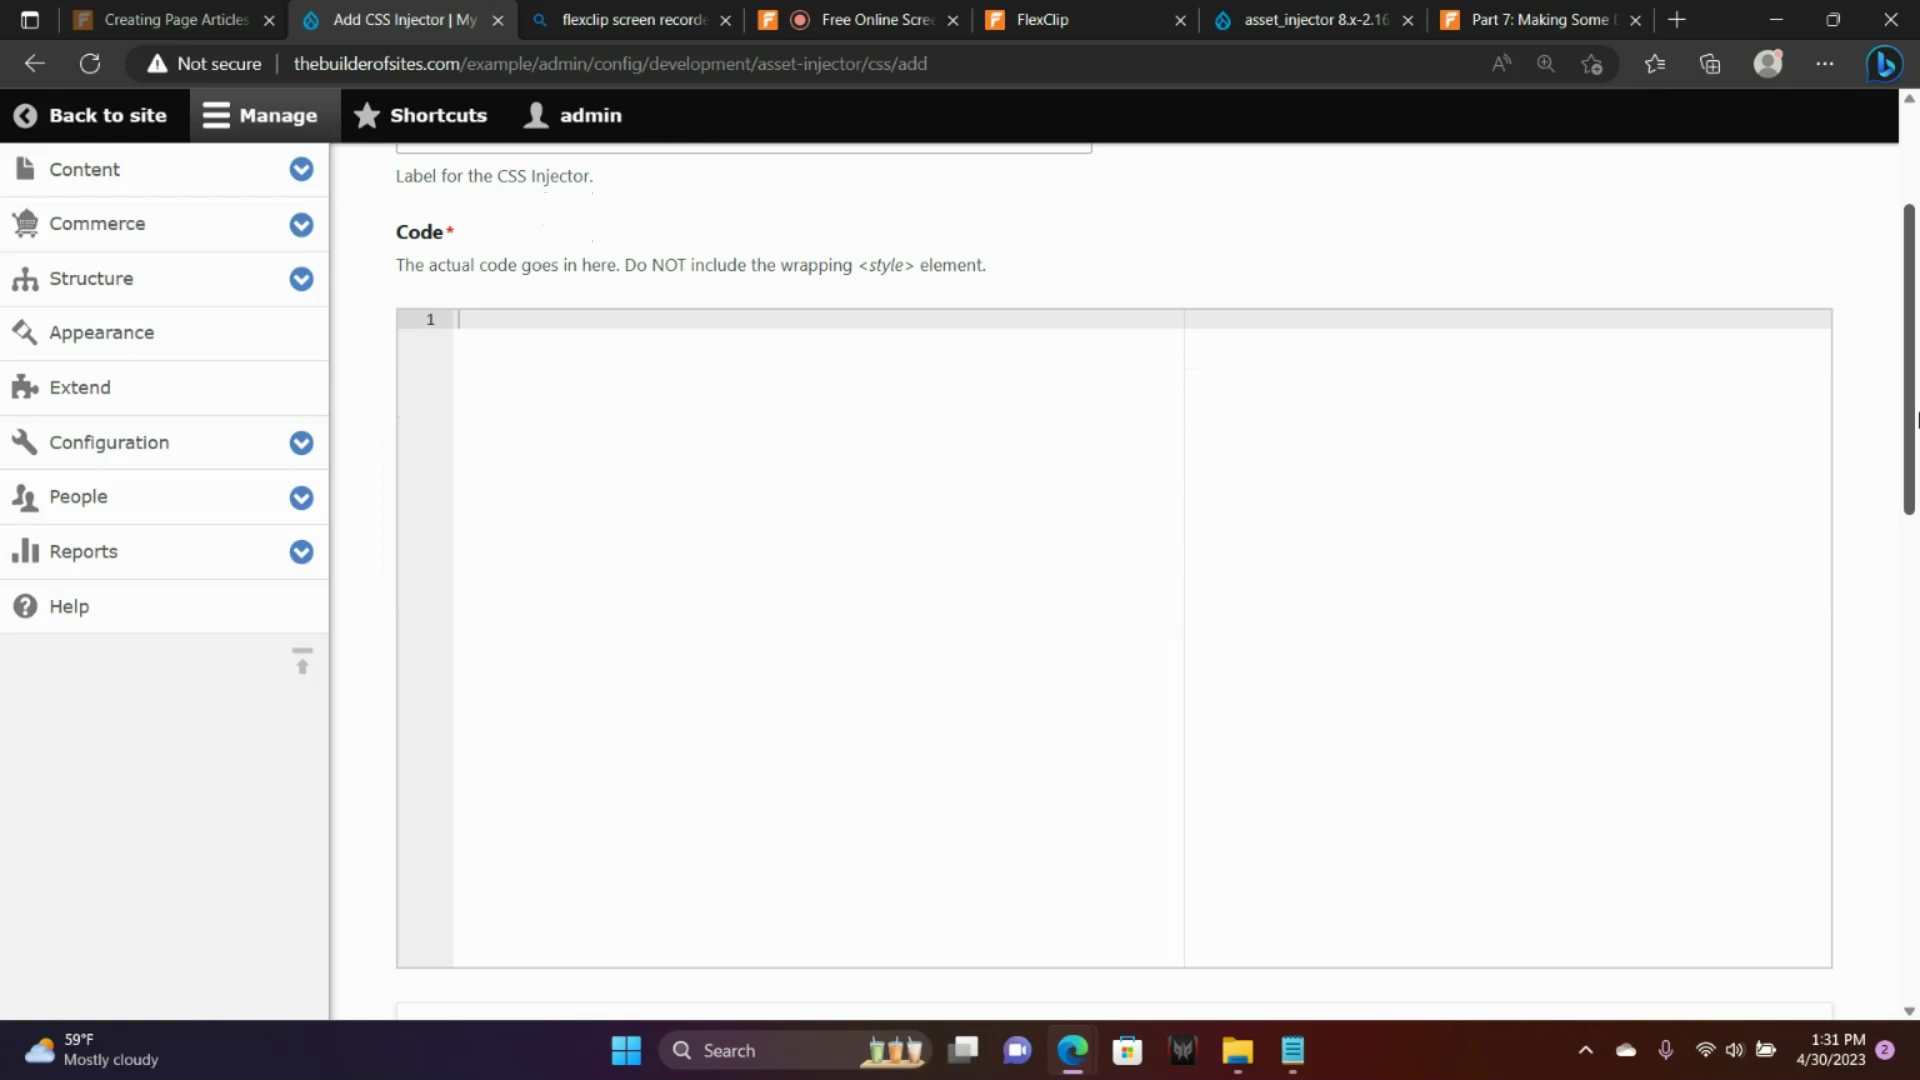 Creating Page Articles
Add CSS Injector | My
flexclip screen recorde
Free Online Scree
FlexClip
asset_injector 8.x-2.16
Part 7: Making Some
Not secure
thebuilderofsites.com/example/admin/config/development/asset-injector/css/add
Back to site
Manage
Shortcuts
admin
Content
Commerce
Structure
Appearance
Extend
Configuration
People
Reports
Help
Label for the CSS Injector.
Code*
The actual code goes in here. Do NOT include the wrapping <style> element.
1
59°F
Mostly cloudy
Search
1:31 PM
4/30/2023
2